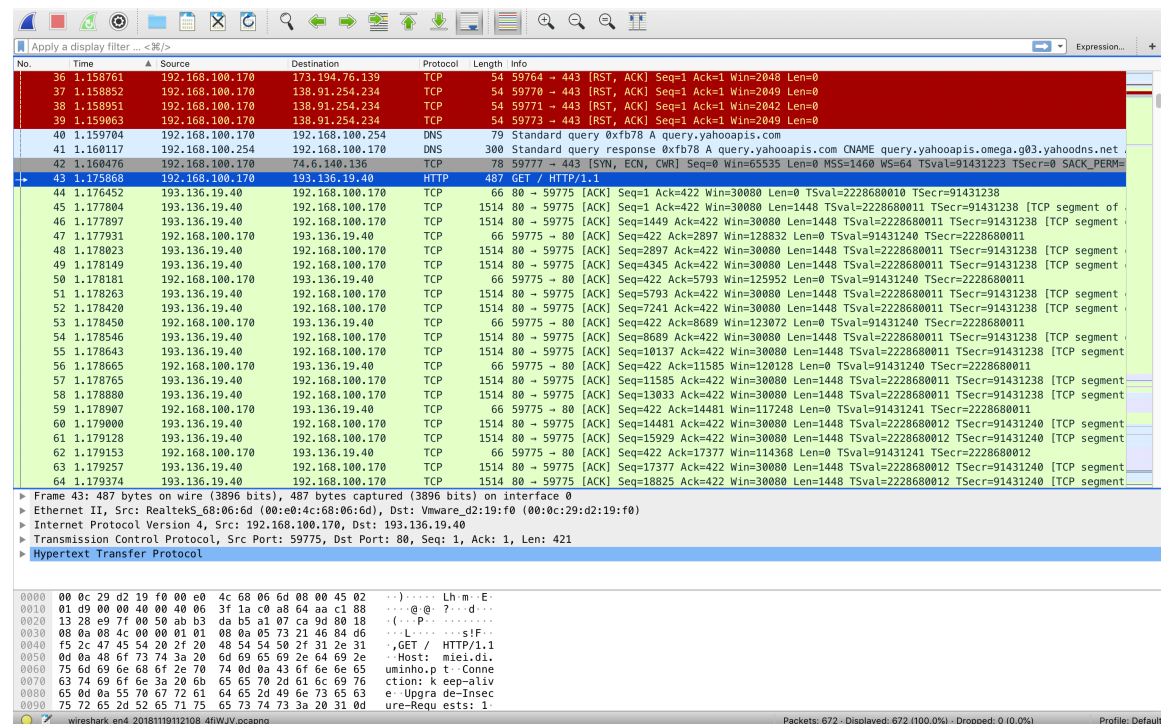 Apply a display filter ... <⌘/>
Expression... +
No. Time Source Destination Protocol Length Info
36 1.158761 192.168.100.170 173.194.76.139 TCP 54 59764 → 443 [RST, ACK] Seq=1 Ack=1 Win=2048 Len=0
37 1.158852 192.168.100.170 138.91.254.234 TCP 54 59770 → 443 [RST, ACK] Seq=1 Ack=1 Win=2049 Len=0
38 1.158951 192.168.100.170 138.91.254.234 TCP 54 59771 → 443 [RST, ACK] Seq=1 Ack=1 Win=2042 Len=0
39 1.159063 192.168.100.170 138.91.254.234 TCP 54 59773 → 443 [RST, ACK] Seq=1 Ack=1 Win=2049 Len=0
40 1.159704 192.168.100.170 192.168.100.254 DNS 79 Standard query 0xfb78 A query.yahooapis.com
41 1.160117 192.168.100.254 192.168.100.170 DNS 300 Standard query response 0xfb78 A query.yahooapis.com CNAME query.yahooapis.omega.g03.yahoodns.net
42 1.160476 192.168.100.170 74.6.140.136 TCP 78 59777 → 443 [SYN, ECN, CWR] Seq=0 Win=65535 Len=0 MSS=1460 WS=64 TSval=91431223 TSecr=0 SACK_PERM=
43 1.175868 192.168.100.170 193.136.19.40 HTTP 487 GET / HTTP/1.1
44 1.176452 193.136.19.40 192.168.100.170 TCP 66 80 → 59775 [ACK] Seq=1 Ack=422 Win=30080 Len=0 TSval=2228680010 TSecr=91431238
45 1.177804 193.136.19.40 192.168.100.170 TCP 1514 80 → 59775 [ACK] Seq=1 Ack=422 Win=30080 Len=1448 TSval=2228680011 TSecr=91431238 [TCP segment of
46 1.177897 193.136.19.40 192.168.100.170 TCP 1514 80 → 59775 [ACK] Seq=1449 Ack=422 Win=30080 Len=1448 TSval=2228680011 TSecr=91431238 [TCP segment
47 1.177931 192.168.100.170 193.136.19.40 TCP 66 59775 → 80 [ACK] Seq=422 Ack=2897 Win=128832 Len=0 TSval=91431240 TSecr=2228680011
48 1.178023 193.136.19.40 192.168.100.170 TCP 1514 80 → 59775 [ACK] Seq=2897 Ack=422 Win=30080 Len=1448 TSval=2228680011 TSecr=91431238 [TCP segment
49 1.178149 193.136.19.40 192.168.100.170 TCP 1514 80 → 59775 [ACK] Seq=4345 Ack=422 Win=30080 Len=1448 TSval=2228680011 TSecr=91431238 [TCP segment
50 1.178181 192.168.100.170 193.136.19.40 TCP 66 59775 → 80 [ACK] Seq=422 Ack=5793 Win=125952 Len=0 TSval=91431240 TSecr=2228680011
51 1.178263 193.136.19.40 192.168.100.170 TCP 1514 80 → 59775 [ACK] Seq=5793 Ack=422 Win=30080 Len=1448 TSval=2228680011 TSecr=91431238 [TCP segment
52 1.178420 193.136.19.40 192.168.100.170 TCP 1514 80 → 59775 [ACK] Seq=7241 Ack=422 Win=30080 Len=1448 TSval=2228680011 TSecr=91431238 [TCP segment
53 1.178450 192.168.100.170 193.136.19.40 TCP 66 59775 → 80 [ACK] Seq=422 Ack=8689 Win=123072 Len=0 TSval=91431240 TSecr=2228680011
54 1.178546 193.136.19.40 192.168.100.170 TCP 1514 80 → 59775 [ACK] Seq=8689 Ack=422 Win=30080 Len=1448 TSval=2228680011 TSecr=91431238 [TCP segment
55 1.178643 193.136.19.40 192.168.100.170 TCP 1514 80 → 59775 [ACK] Seq=10137 Ack=422 Win=30080 Len=1448 TSval=2228680011 TSecr=91431238 [TCP segment
56 1.178665 192.168.100.170 193.136.19.40 TCP 66 59775 → 80 [ACK] Seq=422 Ack=11585 Win=120128 Len=0 TSval=91431240 TSecr=2228680011
57 1.178765 193.136.19.40 192.168.100.170 TCP 1514 80 → 59775 [ACK] Seq=11585 Ack=422 Win=30080 Len=1448 TSval=2228680011 TSecr=91431238 [TCP segment
58 1.178880 193.136.19.40 192.168.100.170 TCP 1514 80 → 59775 [ACK] Seq=13033 Ack=422 Win=30080 Len=1448 TSval=2228680011 TSecr=91431238 [TCP segment
59 1.178907 192.168.100.170 193.136.19.40 TCP 66 59775 → 80 [ACK] Seq=422 Ack=14481 Win=117248 Len=0 TSval=91431241 TSecr=2228680011
60 1.179000 193.136.19.40 192.168.100.170 TCP 1514 80 → 59775 [ACK] Seq=14481 Ack=422 Win=30080 Len=1448 TSval=2228680012 TSecr=91431240 [TCP segment
61 1.179128 193.136.19.40 192.168.100.170 TCP 1514 80 → 59775 [ACK] Seq=15929 Ack=422 Win=30080 Len=1448 TSval=2228680012 TSecr=91431240 [TCP segment
62 1.179153 192.168.100.170 193.136.19.40 TCP 66 59775 → 80 [ACK] Seq=422 Ack=17377 Win=114368 Len=0 TSval=91431241 TSecr=2228680012
63 1.179257 193.136.19.40 192.168.100.170 TCP 1514 80 → 59775 [ACK] Seq=17377 Ack=422 Win=30080 Len=1448 TSval=2228680012 TSecr=91431240 [TCP segment
64 1.179374 193.136.19.40 192.168.100.170 TCP 1514 80 → 59775 [ACK] Seq=18825 Ack=422 Win=30080 Len=1448 TSval=2228680012 TSecr=91431240 [TCP segment
Frame 43: 487 bytes on wire (3896 bits), 487 bytes captured (3896 bits) on interface 0
Ethernet II, Src: RealtekS_68:06:6d (00:e0:4c:68:06:6d), Dst: Vmware_d2:19:f0 (00:0c:29:d2:19:f0)
Internet Protocol Version 4, Src: 192.168.100.170, Dst: 193.136.19.40
Transmission Control Protocol, Src Port: 59775, Dst Port: 80, Seq: 1, Ack: 1, Len: 421
Hypertext Transfer Protocol
0000 00 0c 29 d2 19 f0 00 e0 4c 68 06 6d 08 00 45 02 ··)····· Lh·m··E·
0010 01 d9 00 00 40 00 40 06 3f 1a c0 a8 64 aa c1 88 ····@·@· ?···d···
0020 13 28 e9 7f 00 50 ab b3 da b5 a1 07 ca 9d 80 18 ·(···P·· ········
0030 08 0a 08 4c 00 00 01 01 08 0a 05 73 21 46 84 d6 ···L···· ···s!F··
0040 f5 2c 47 45 54 20 2f 20 48 54 54 50 2f 31 2e 31 ·,GET / HTTP/1.1
0050 0d 0a 48 6f 73 74 3a 20 6d 69 65 69 2e 64 69 2e ··Host: miei.di.
0060 75 6d 69 6e 68 6f 2e 70 74 0d 0a 43 6f 6e 6e 65 uminho.p t··Conne
0070 63 74 69 6f 6e 3a 20 6b 65 65 70 2d 61 6c 69 76 ction: k eep-aliv
0080 65 0d 0a 55 70 67 72 61 64 65 2d 49 6e 73 65 63 e··Upgra de-Insec
0090 75 72 65 2d 52 65 71 75 65 73 74 73 3a 20 31 0d ure-Requ ests: 1·
wireshark_en4_20181119112108_4fiWJV.pcapng Packets: 672 · Displayed: 672 (100.0%) · Dropped: 0 (0.0%) Profile: Default